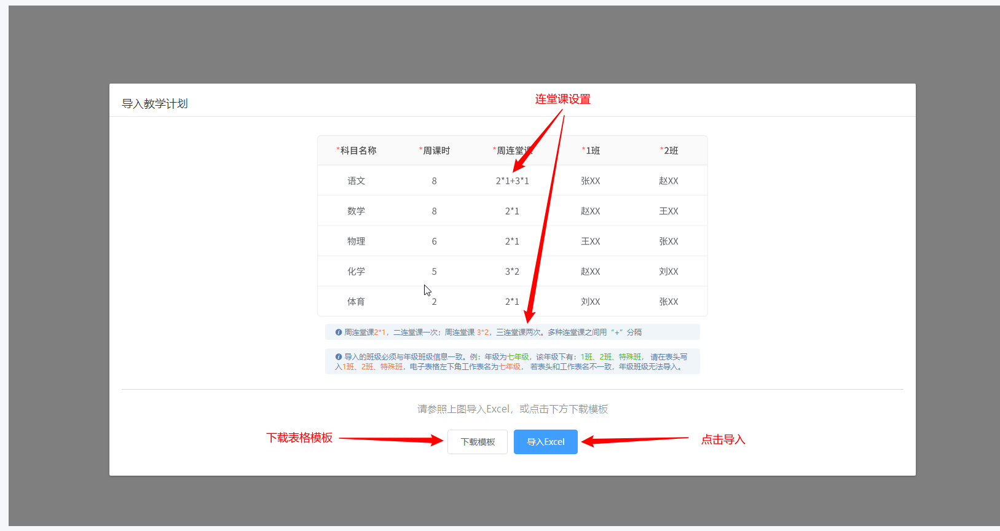 导入教学计划
连堂课设置
*科目名称 *周课时 *周连堂课 *1班 *2班
语文 8 2*1+3*1 张XX 赵XX
数学 8 2*1 赵XX 王XX
物理 6 2*1 王XX 张XX
化学 5 3*2 赵XX 刘XX
体育 2 2*1 刘XX 张XX
周连堂课2*1，二连堂课一次；周连堂课 3*2，三连堂课两次。多种连堂课之间用“+”分隔
导入的班级必须与年级班级信息一致。例：年级为七年级，该年级下有：1班、2班、特殊班， 请在表头写
入1班、2班、特殊班，电子表格左下角工作表名为七年级， 若表头和工作表名不一致，年级班级无法导入。
请参照上图导入Excel，或点击下方下载模板
下载表格模板 下载模板 导入Excel 点击导入